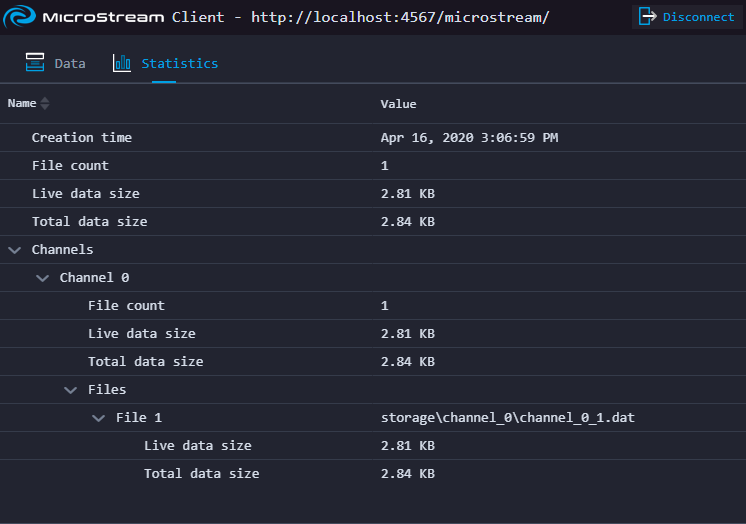 MicroStream Client - http://localhost:4567/microstream/ Disconnect
Data Statistics
Name Value
Creation time Apr 16, 2020 3:06:59 PM
File count 1
Live data size 2.81 KB
Total data size 2.84 KB
Channels
Channel 0
File count 1
Live data size 2.81 KB
Total data size 2.84 KB
Files
File 1 storage\channel_0\channel_0_1.dat
Live data size 2.81 KB
Total data size 2.84 KB